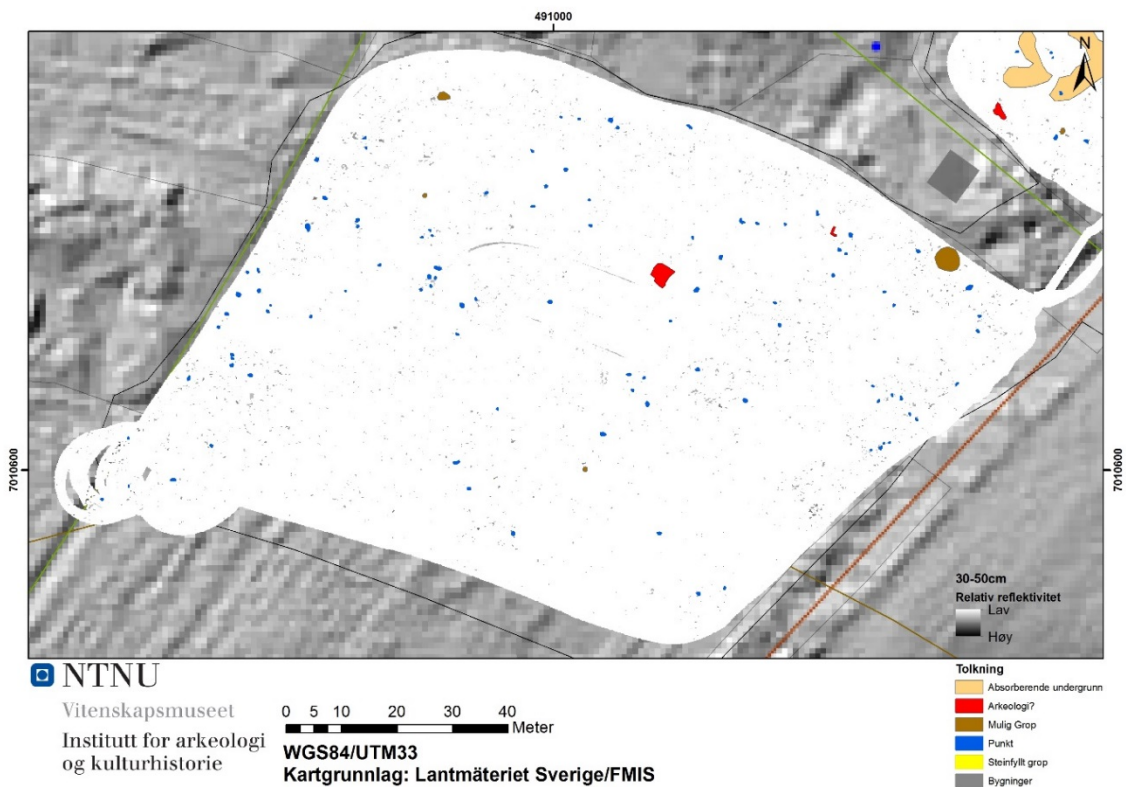 491000
N
7010600
7010600
30-50cm
Relativ reflektivitet
Lav
Høy
NTNU
Vitenskapsmuseet
Institutt for arkeologi
og kulturhistorie
0 5 10 20 30 40
Meter
WGS84/UTM33
Kartgrunnlag: Lantmäteriet Sverige/FMIS
Tolkning
Absorberende undergrunn
Arkeologi?
Mulig Grop
Punkt
Steinfyllt grop
Bygninger